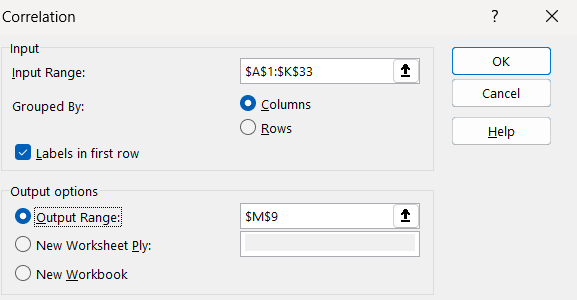 Correlation ?
Input
Input Range: $A$1:$K$33
Grouped By: Columns
Rows
Labels in first row
OK
Cancel
Help
Output options
Output Range: $M$9
New Worksheet Ply:
New Workbook